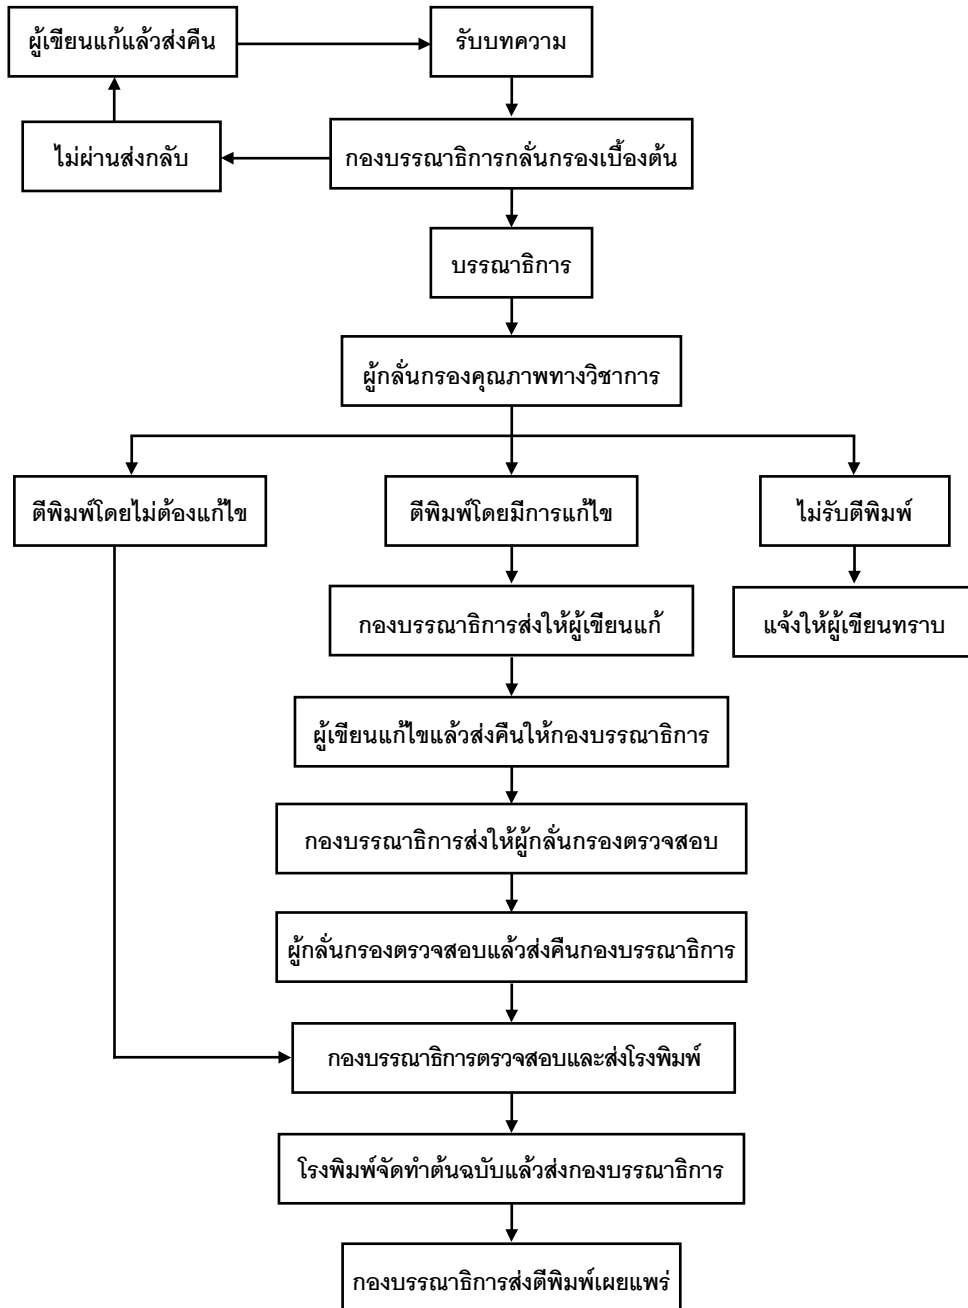 ผู้เขียนแก้แล้วส่งคืน
รับบทความ
ไม่ผ่านส่งกลับ
กองบรรณาธิการกลั่นกรองเบื้องต้น
บรรณาธิการ
ผู้กลั่นกรองคุณภาพทางวิชาการ
ตีพิมพ์โดยไม่ต้องแก้ไข
ตีพิมพ์โดยมีการแก้ไข
ไม่รับตีพิมพ์
กองบรรณาธิการส่งให้ผู้เขียนแก้
แจ้งให้ผู้เขียนทราบ
ผู้เขียนแก้ไขแล้วส่งคืนให้กองบรรณาธิการ
กองบรรณาธิการส่งให้ผู้กลั่นกรองตรวจสอบ
ผู้กลั่นกรองตรวจสอบแล้วส่งคืนกองบรรณาธิการ
กองบรรณาธิการตรวจสอบและส่งโรงพิมพ์
โรงพิมพ์จัดทำต้นฉบับแล้วส่งกองบรรณาธิการ
กองบรรณาธิการส่งตีพิมพ์เผยแพร่